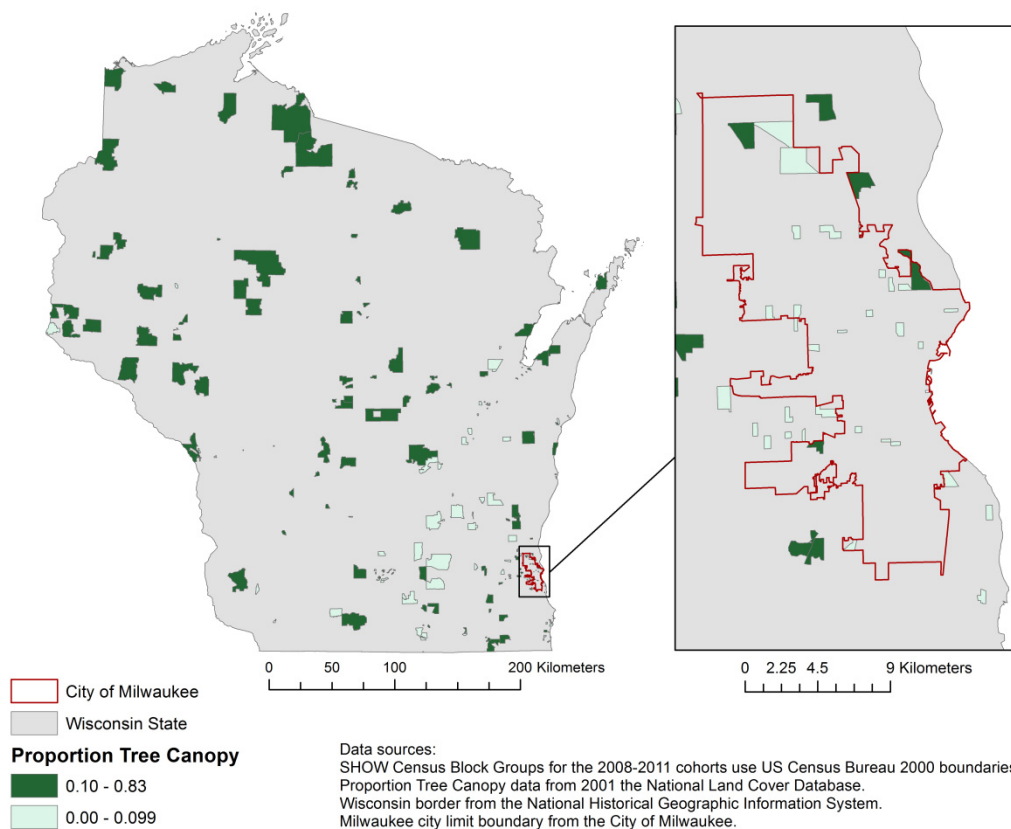 0 50 100 200 Kilometers
0 2.25 4.5 9 Kilometers
City of Milwaukee
Wisconsin State
Proportion Tree Canopy
0.10 - 0.83
0.00 - 0.099
Data sources:
SHOW Census Block Groups for the 2008-2011 cohorts use US Census Bureau 2000 boundaries
Proportion Tree Canopy data from 2001 the National Land Cover Database.
Wisconsin border from the National Historical Geographic Information System.
Milwaukee city limit boundary from the City of Milwaukee.